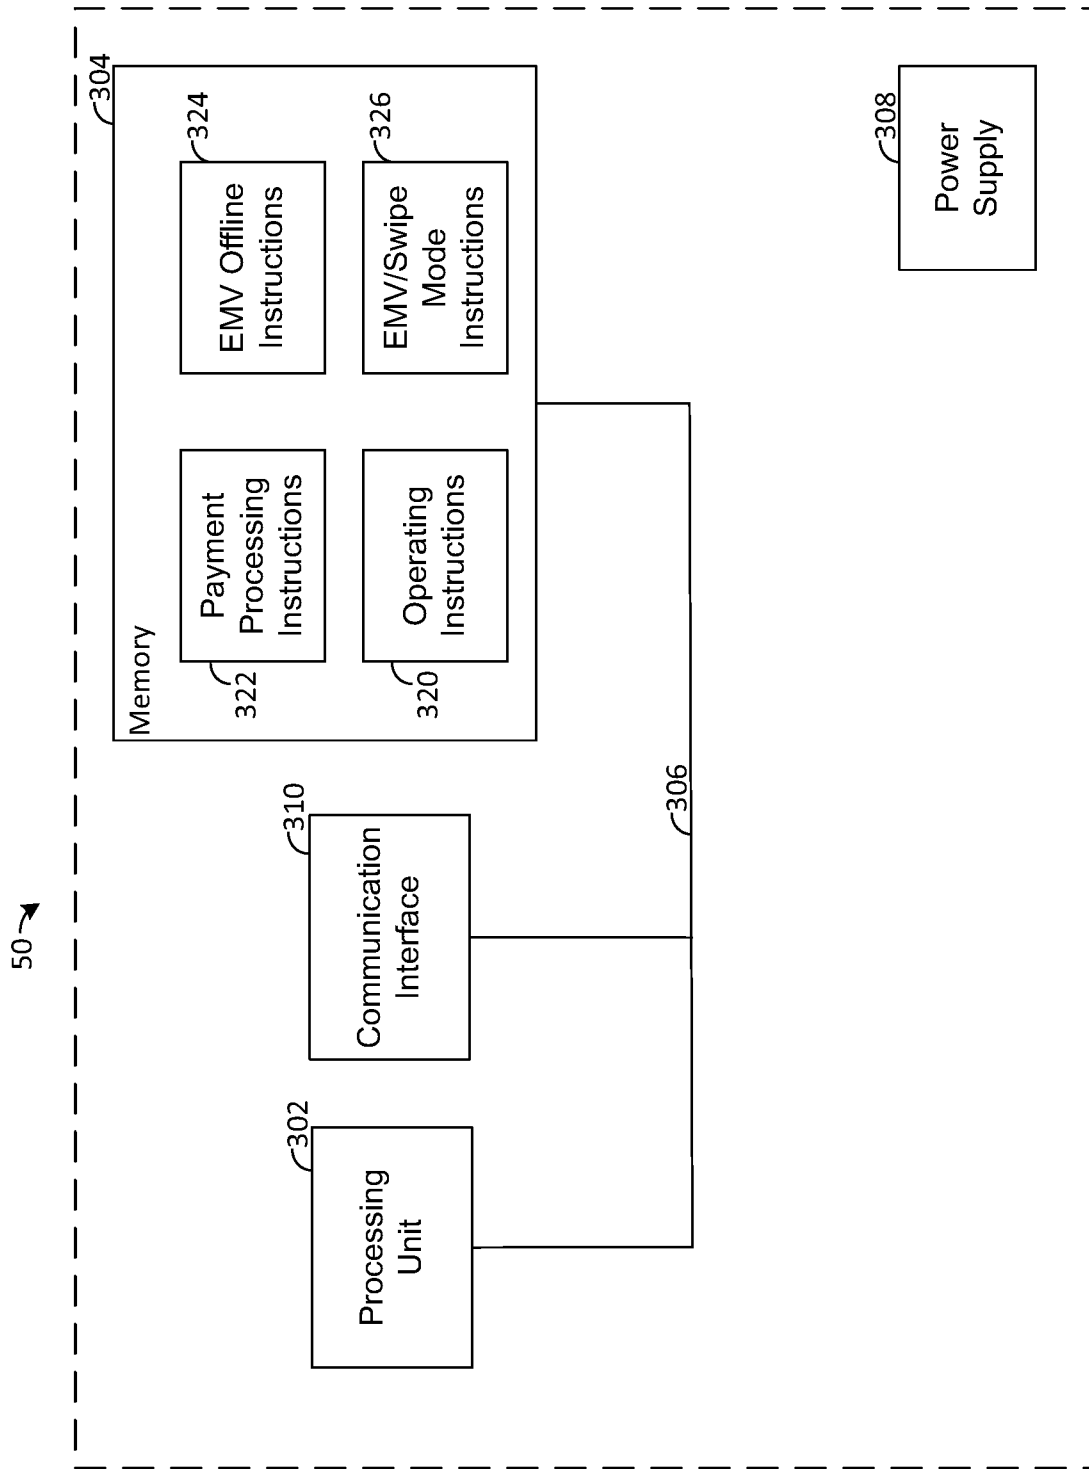 50
302
Processing
Unit
310
Communication
Interface
304
Memory
322
Payment
Processing
Instructions
324
EMV Offline
Instructions
320
Operating
Instructions
326
EMV/Swipe
Mode
Instructions
306
308
Power
Supply